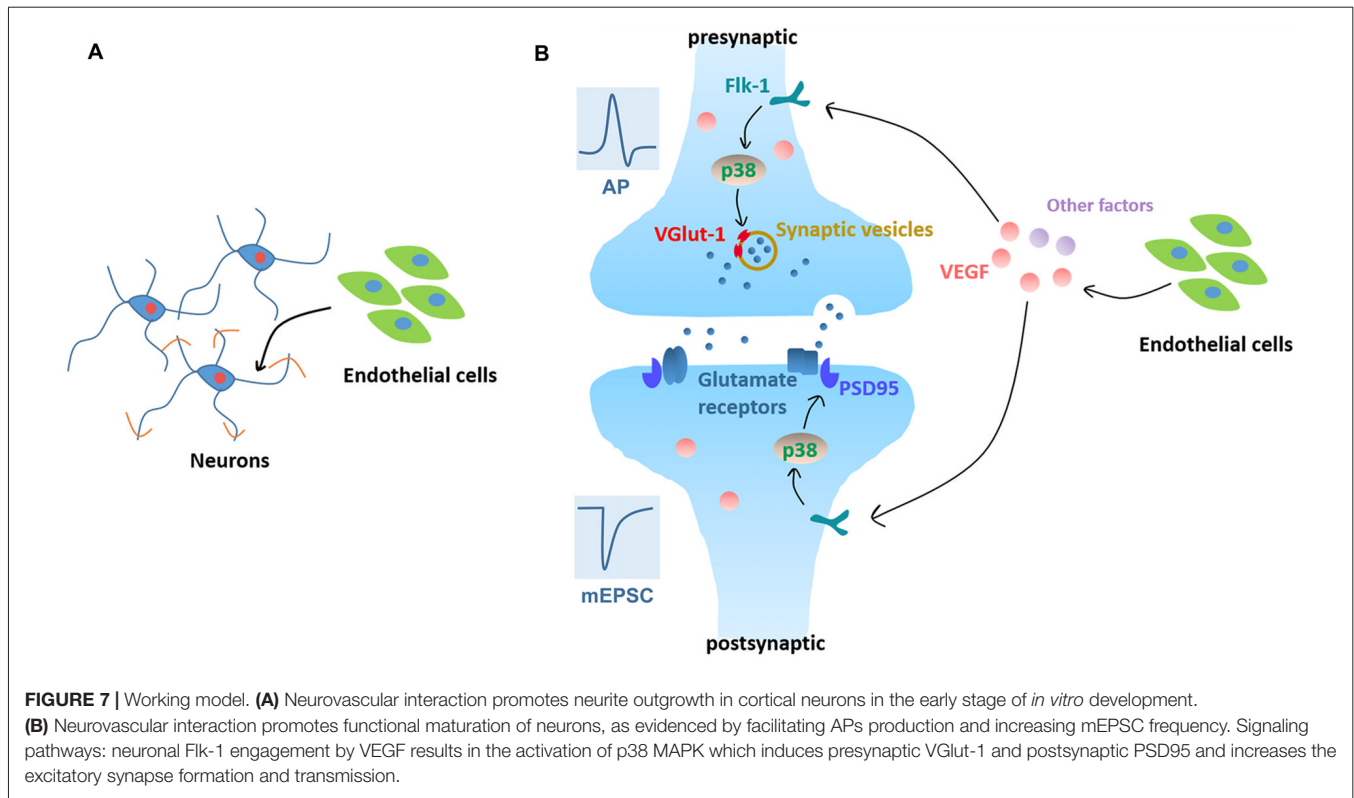 A
Endothelial cells
Neurons
B
presynaptic
Flk-1
AP
p38
VGlut-1
Synaptic vesicles
Other factors
VEGF
Endothelial cells
Glutamate
receptors
PSD95
p38
mEPSC
postsynaptic
FIGURE 7 | Working model. (A) Neurovascular interaction promotes neurite outgrowth in cortical neurons in the early stage of in vitro development.
(B) Neurovascular interaction promotes functional maturation of neurons, as evidenced by facilitating APs production and increasing mEPSC frequency. Signaling
pathways: neuronal Flk-1 engagement by VEGF results in the activation of p38 MAPK which induces presynaptic VGlut-1 and postsynaptic PSD95 and increases the
excitatory synapse formation and transmission.